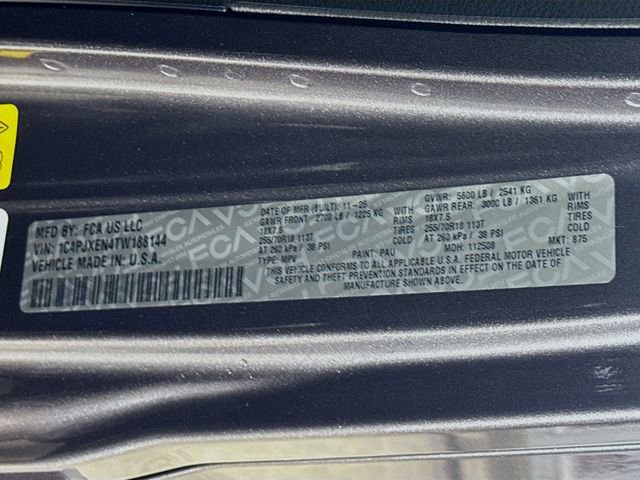 MFD BY: FCA US LLC
VIN: 1C4PJXEN4TW188144
VEHICLE MADE IN: U.S.A.
DATE OF MFR (BUILT): 11-25
GAWR FRONT: 2700 LB / 1225 KG WITH
18X7.5 RIMS
255/70R18 113T
AT 260 kPa / 38 PSI
TYPE: MPV PAINT: PAU
GVWR: 5600 LB / 2541 KG
GAWR REAR: 3000 LB / 1361 KG WITH
18X7.5 RIMS
255/70R18 113T
AT 260 kPa / 38 PSI
MDH: 112508 MKT: 875
THIS VEHICLE CONFORMS TO ALL APPLICABLE U.S.A. FEDERAL MOTOR VEHICLE
SAFETY AND THEFT PREVENTION STANDARDS IN EFFECT ON THE DATE OF
MANUFACTURE SHOWN ABOVE.